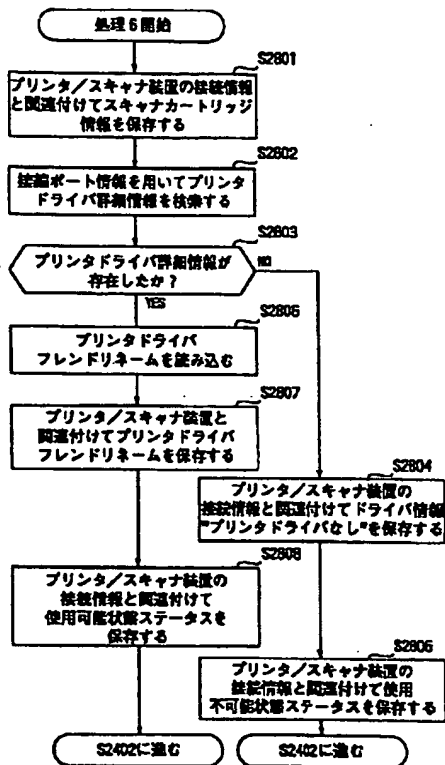 処理6開始
S2801
プリンタ/スキャナ装置の接続情報
と関連付けてスキャナカートリッジ
情報を保存する
S2802
接続ポート情報を用いてプリンタ
ドライバ詳細情報を検索する
S2803
プリンタドライバ詳細情報が
存在したか?
NO
YES
S2806
プリンタドライバ
フレンドリネームを読み込む
S2807
プリンタ/スキャナ装置と
関連付けてプリンタドライバ
フレンドリネームを保存する
S2804
プリンタ/スキャナ装置の
接続情報と関連付けてドライバ情報
"プリンタドライバなし"を保存する
S2808
プリンタ/スキャナ装置の
接続情報と関連付けて
使用可能状態ステータスを
保存する
プリンタ/スキャナ装置の
接続情報と関連付けて使用
不可能状態ステータスを保存する
S2402に進む
S2402に進む